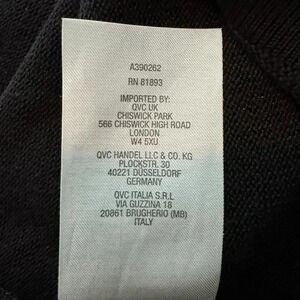 A390262
RN 81893
IMPORTED BY:
QVC UK
CHISWICK PARK
566 CHISWICK HIGH ROAD
LONDON
W4 5XU
QVC HANDEL LLC & CO. KG
PLOCKSTR. 30
40221 DÜSSELDORF
GERMANY
QVC ITALIA S.R.L
VIA GUZZINA 18
20861 BRUGHERIO (MB)
ITALY